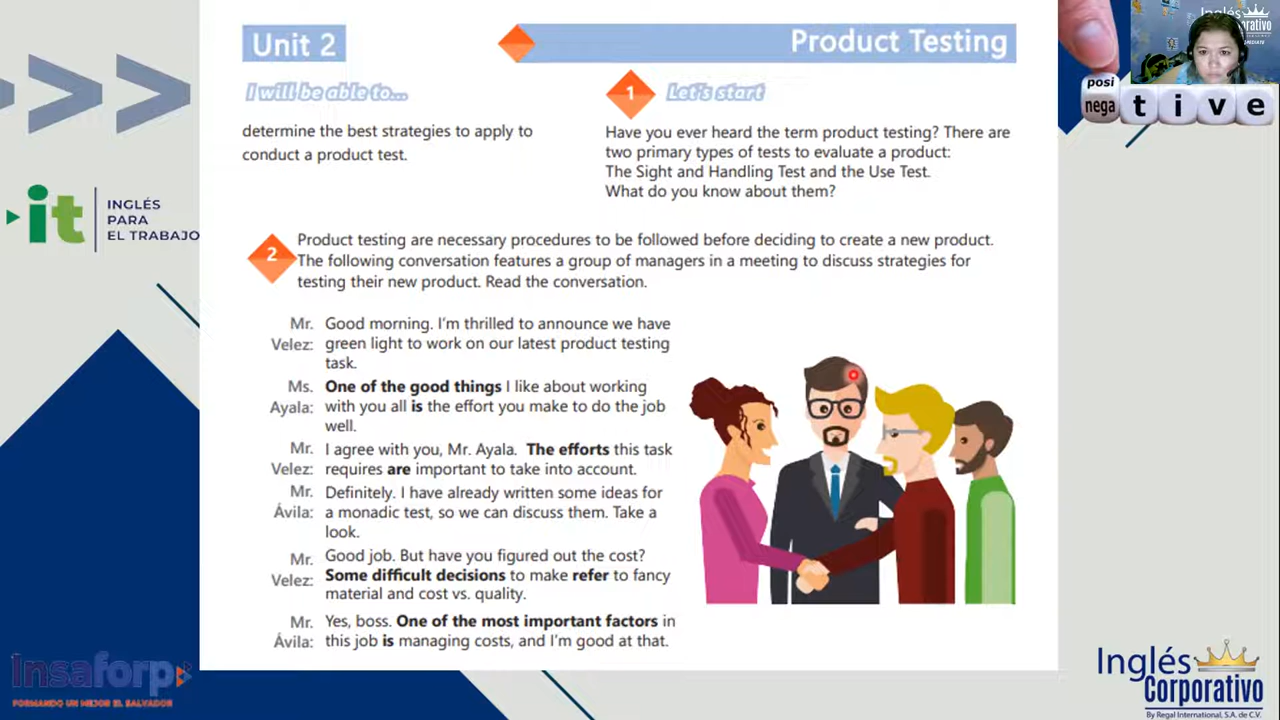 Unit 2
Product Testing
I will be able to...
determine the best strategies to apply to
conduct a product test.
1
Let's start
Have you ever heard the term product testing? There are
two primary types of tests to evaluate a product:
The Sight and Handling Test and the Use Test.
What do you know about them?
2
Product testing are necessary procedures to be followed before deciding to create a new product.
The following conversation features a group of managers in a meeting to discuss strategies for
testing their new product. Read the conversation.
Mr. Velez: Good morning. I'm thrilled to announce we have
green light to work on our latest product testing
task.
Ms. Ayala: One of the good things I like about working
with you all is the effort you make to do the job
well.
Mr. Velez: I agree with you, Mr. Ayala. The efforts this task
requires are important to take into account.
Mr. Ávila: Definitely. I have already written some ideas for
a monadic test, so we can discuss them. Take a
look.
Mr. Velez: Good job. But have you figured out the cost?
Some difficult decisions to make refer to fancy
material and cost vs. quality.
Mr. Ávila: Yes, boss. One of the most important factors in
this job is managing costs, and I'm good at that.
it
INGLÉS
PARA
EL TRABAJO
Insaforp
FORMANDO UN MEJOR EL SALVADOR
posi
nega
t i v e
Inglés
Corporativo
By Regal International, S.A. de C.V.